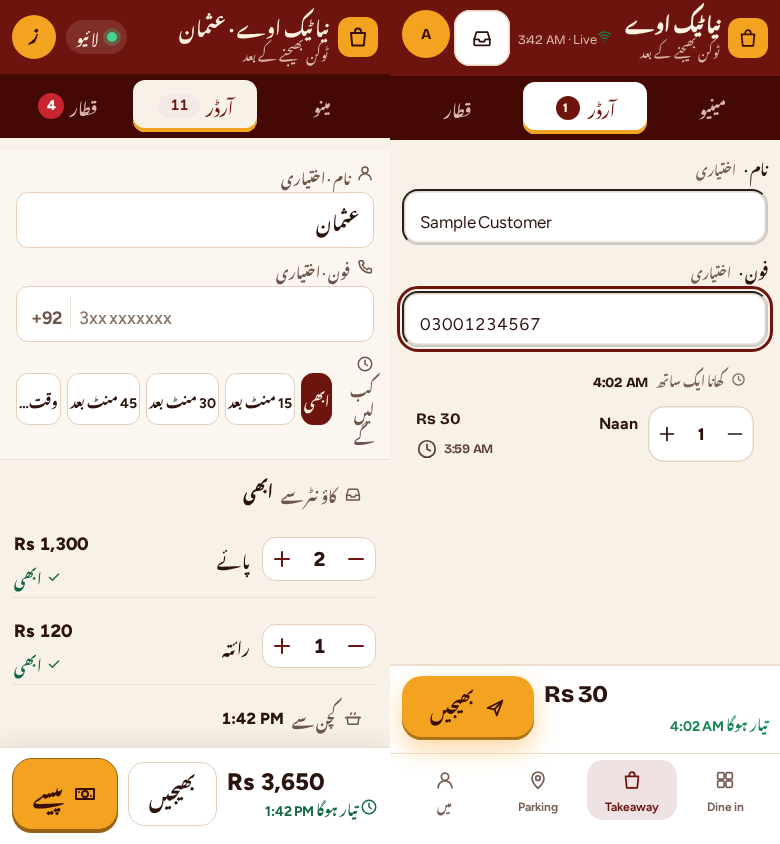 نیا ٹیک اوے · عثمان
ٹوکن بھیجنے کے بعد
لائیو
ز
مینو
آرڈر 11
قطار 4
نام · اختیاری
عثمان
فون · اختیاری
+92 3xx xxxxxxx
کب لیں کے
ابھی
15 منٹ بعد
30 منٹ بعد
45 منٹ بعد
وقت...
کاؤنٹر سے ابھی
2 پائے Rs 1,300
ابھی
1 رائتہ Rs 120
ابھی
کچن سے 1:42 PM
Rs 3,650
تیار ہوگا 1:42 PM
بھیجیں
پیسے
نیا ٹیک اوے
ٹوکن بھیجنے کے بعد
3:42 AM · Live
A
مینیو
آرڈر 1
قطار
نام · اختیاری
Sample Customer
فون · اختیاری
03001234567
کھانا ایک ساتھ 4:02 AM
1 Naan Rs 30
3:59 AM
Rs 30
تیار ہوگا 4:02 AM
بھیجیں
Dine in
Takeaway
Parking
میں